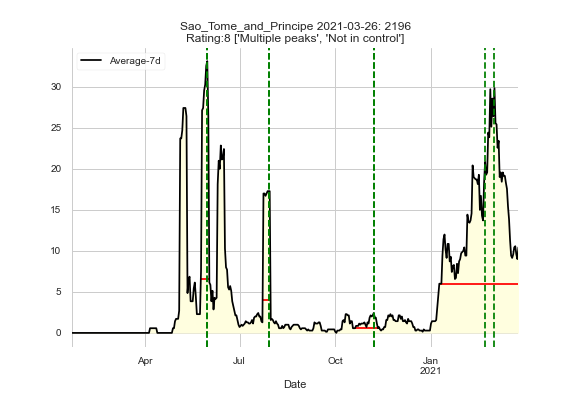 Sao_Tome_and_Principe 2021-03-26: 2196
Rating:8 ['Multiple peaks', 'Not in control']
Average-7d
30
25
20
15
10
5
0
Apr
Jul
Oct
Jan
2021
Date